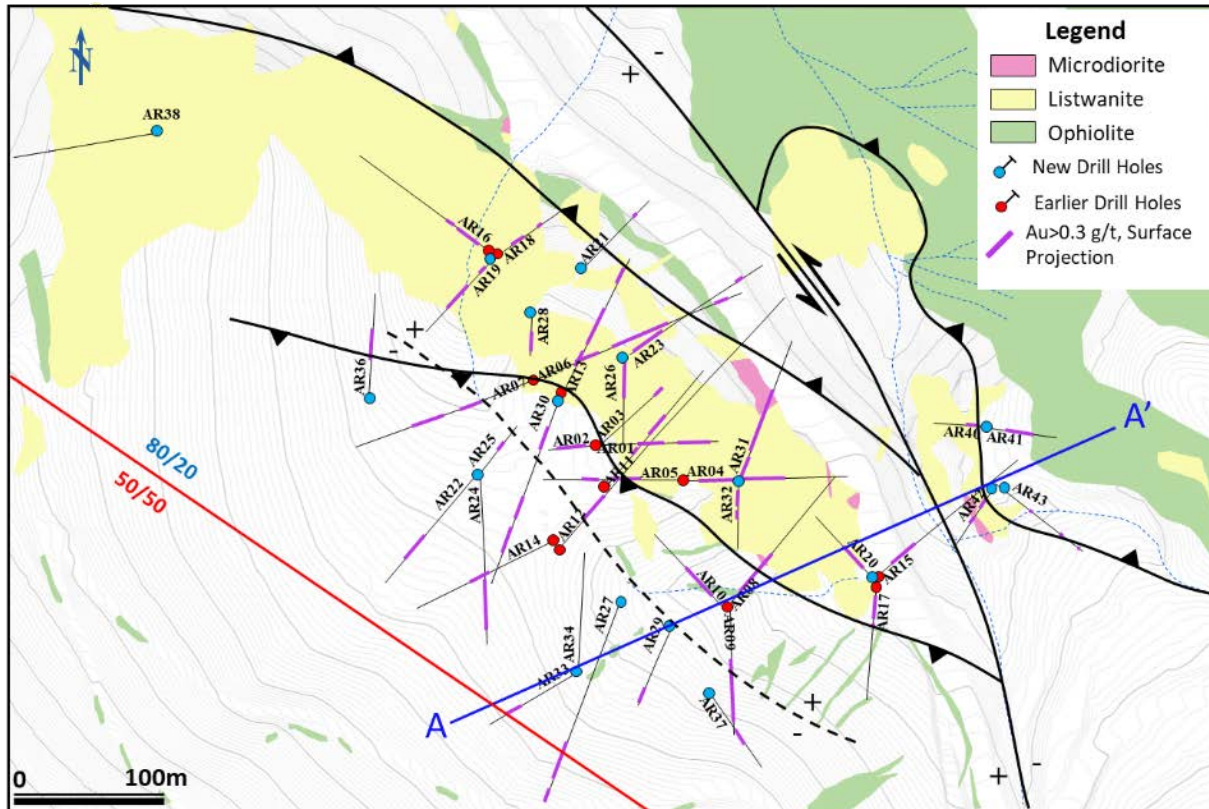 N
Legend
Microdiorite
Listwanite
Ophiolite
New Drill Holes
Earlier Drill Holes
Au>0.3 g/t, Surface
Projection
+
-
AR38
AR16
AR18
AR19
AR21
AR28
AR23
AR26
AR36
+
-
AR07
AR06
AR13
AR30
AR03
AR02
AR01
AR25
AR22
AR24
AR11
AR05
AR04
AR31
AR32
AR40
AR41
A'
AR42
AR43
80/20
50/50
AR14
AR12
AR20
AR15
AR17
AR10
AR08
AR09
AR27
AR29
AR34
AR33
AR37
A
+
-
+
-
0
100m